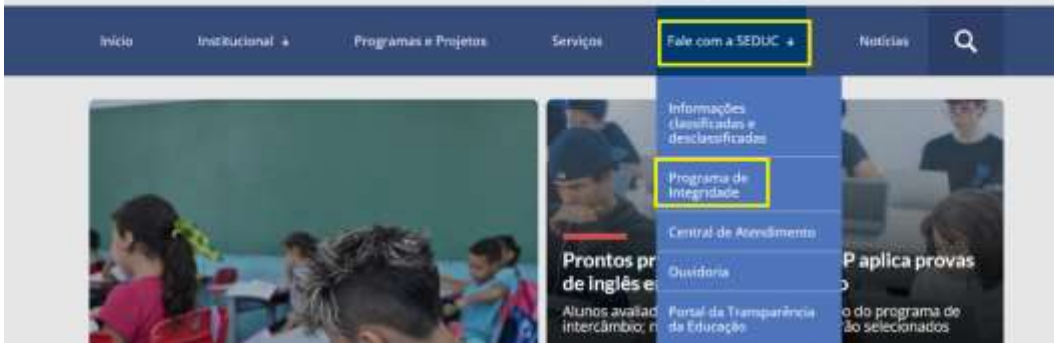 Início Institucional Programas e Projetos Serviços Fale com a SEDUC Notícias
Informações
classificadas e
desclassificadas
Programa de
Integridade
Central de Atendimento
Ouvidoria
Portal da Transparência
da Educação
Prontos pr P aplica provas
de inglês e o
Alunos avaliad o do programa de
intercâmbio; n ão selecionados